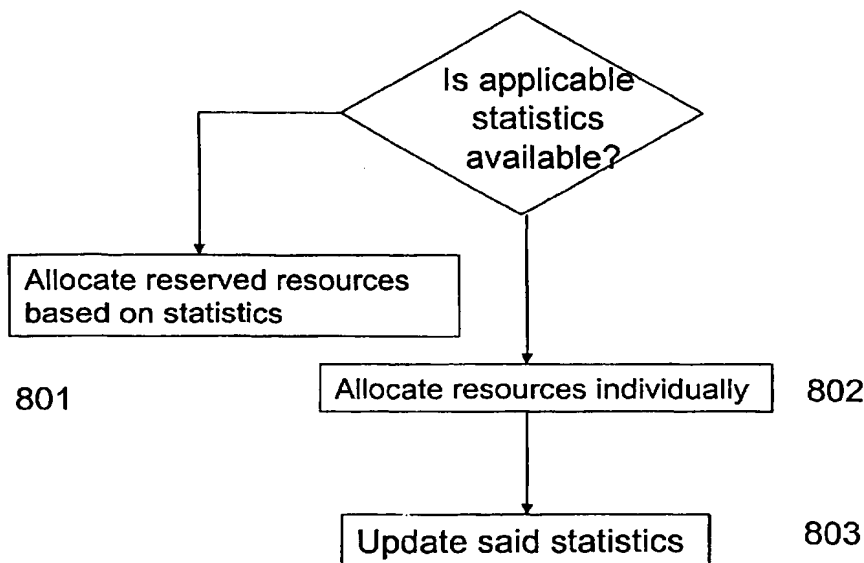 Is applicable
statistics
available?
Allocate reserved resources
based on statistics
801
Allocate resources individually
802
Update said statistics
803